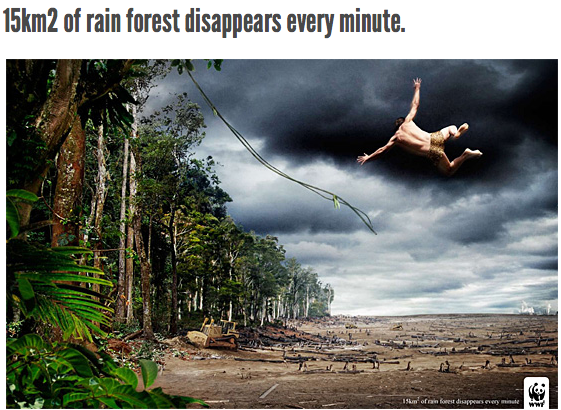 15km2 of rain forest disappears every minute.
15km² of rain forest disappears every minute
WWF